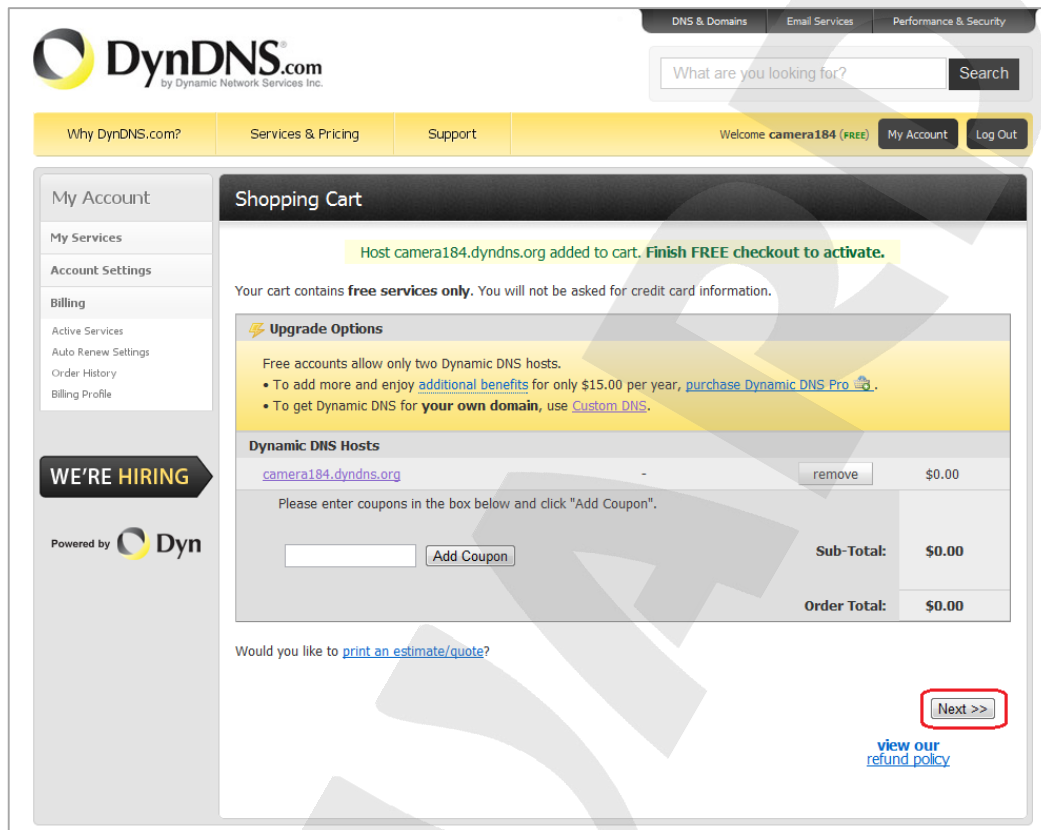 DNS & Domains Email Services Performance & Security
DynDNS.com
by Dynamic Network Services Inc.
What are you looking for? Search
Why DynDNS.com? Services & Pricing Support Welcome camera184 (FREE) My Account Log Out
My Account
My Services
Account Settings
Billing
Active Services
Auto Renew Settings
Order History
Billing Profile
WE'RE HIRING
Powered by Dyn
Shopping Cart
Host camera184.dyndns.org added to cart. Finish FREE checkout to activate.
Your cart contains free services only. You will not be asked for credit card information.
Upgrade Options
Free accounts allow only two Dynamic DNS hosts.
• To add more and enjoy additional benefits for only $15.00 per year, purchase Dynamic DNS Pro .
• To get Dynamic DNS for your own domain, use Custom DNS.
Dynamic DNS Hosts
camera184.dyndns.org - remove $0.00
Please enter coupons in the box below and click "Add Coupon".
Add Coupon Sub-Total: $0.00
Order Total: $0.00
Would you like to print an estimate/quote?
Next >>
view our
refund policy